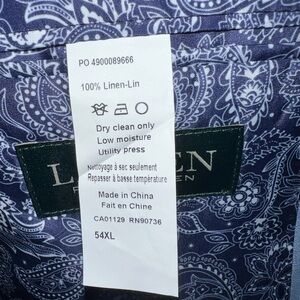 PO 4900089666
100% Linen-Lin
Dry clean only
Low moisture
Utility press
Nettoyage à sec seulement
Repasser à basse température
Made in China
Fait en Chine
CA01129 RN90736
54XL
L
EN